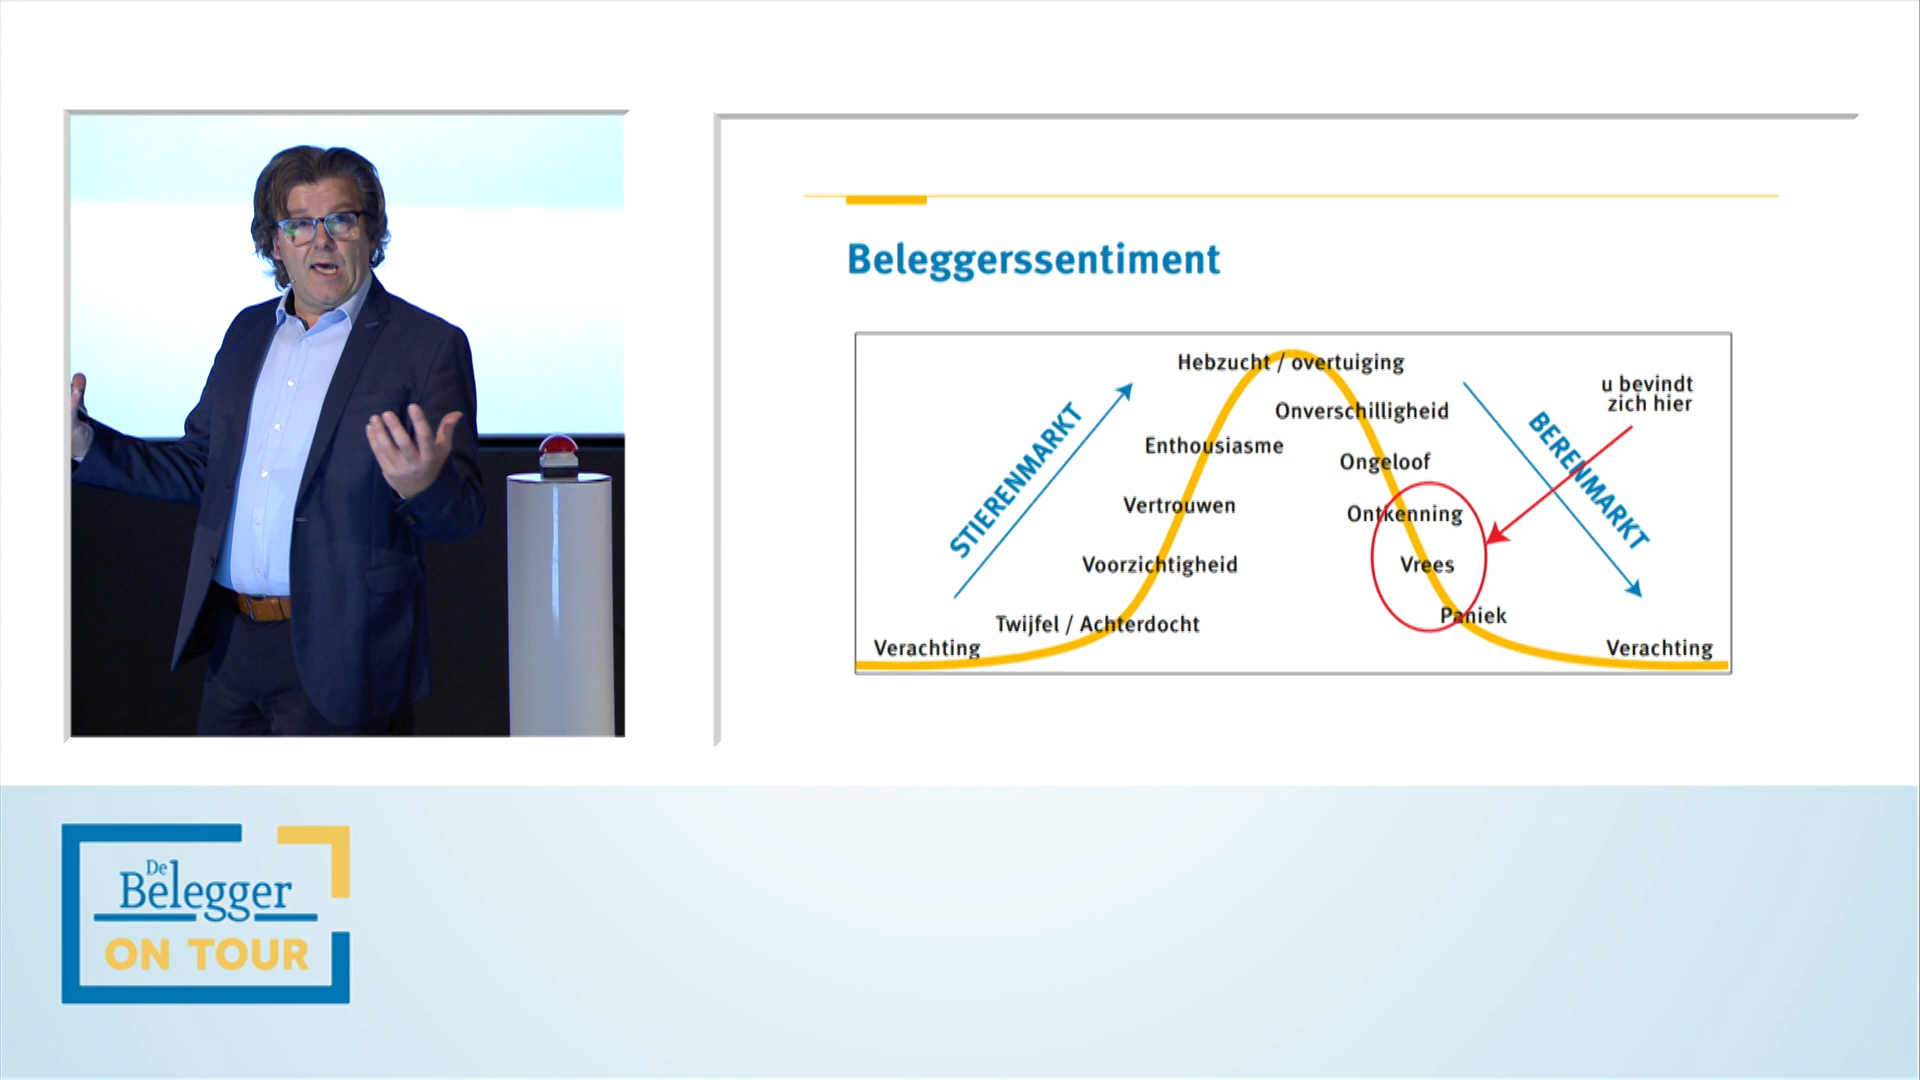 Beleggerssentiment
Hebzucht / overtuiging
u bevindt
zich hier
Onverschilligheid
STIERENMARKT
BERENMARKT
Enthousiasme
Ongeloof
Vertrouwen
Ontkenning
Voorzichtigheid
Vrees
Twijfel / Achterdocht
Paniek
Verachting
Verachting
De
Belegger
ON TOUR